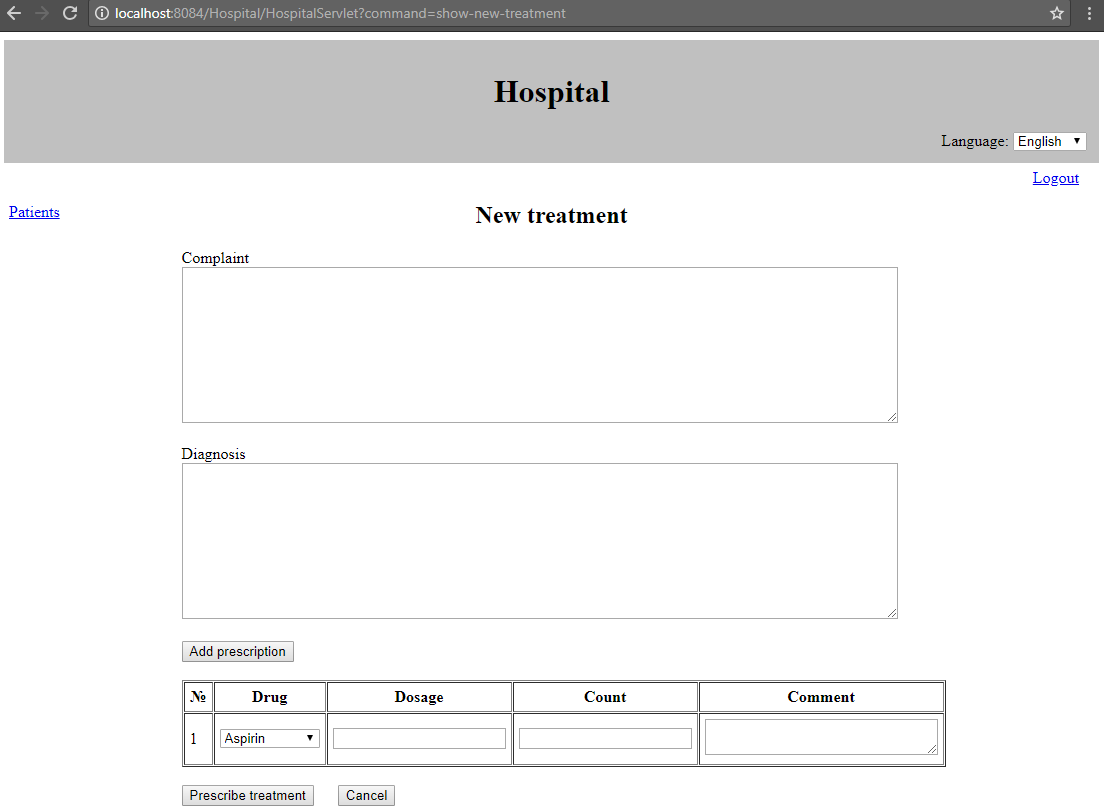 localhost:8084/Hospital/HospitalServlet?command=show-new-treatment
Hospital
Language: English
Logout
Patients
New treatment
Complaint
Diagnosis
Add prescription
№ Drug Dosage Count Comment
1 Aspirin
Prescribe treatment Cancel